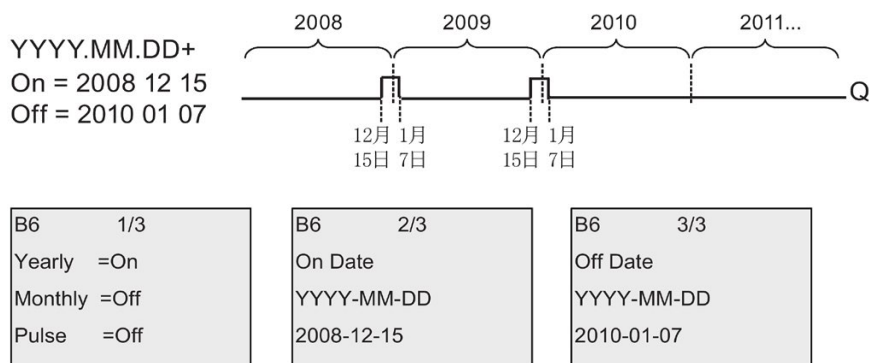 2008 2009 2010 2011...
YYYY.MM.DD+
On = 2008 12 15
Off = 2010 01 07
Q
12月 1月 12月 1月
15日 7日 15日 7日
B6 1/3
Yearly =On
Monthly =Off
Pulse =Off
B6 2/3
On Date
YYYY-MM-DD
2008-12-15
B6 3/3
Off Date
YYYY-MM-DD
2010-01-07